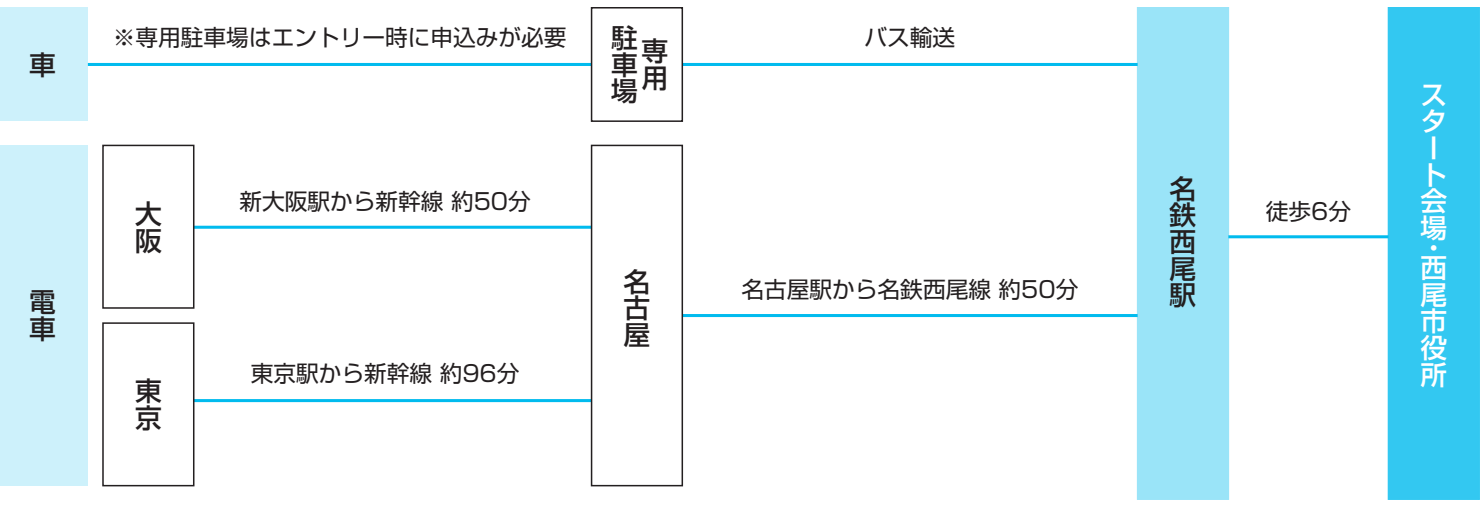 車
※専用駐車場はエントリー時に申込みが必要
専用
駐車場
バス輸送
電車
大阪
新大阪駅から新幹線 約50分
東京
東京駅から新幹線 約96分
名古屋
名古屋駅から名鉄西尾線 約50分
名鉄西尾駅
徒歩6分
スタート会場・西尾市役所